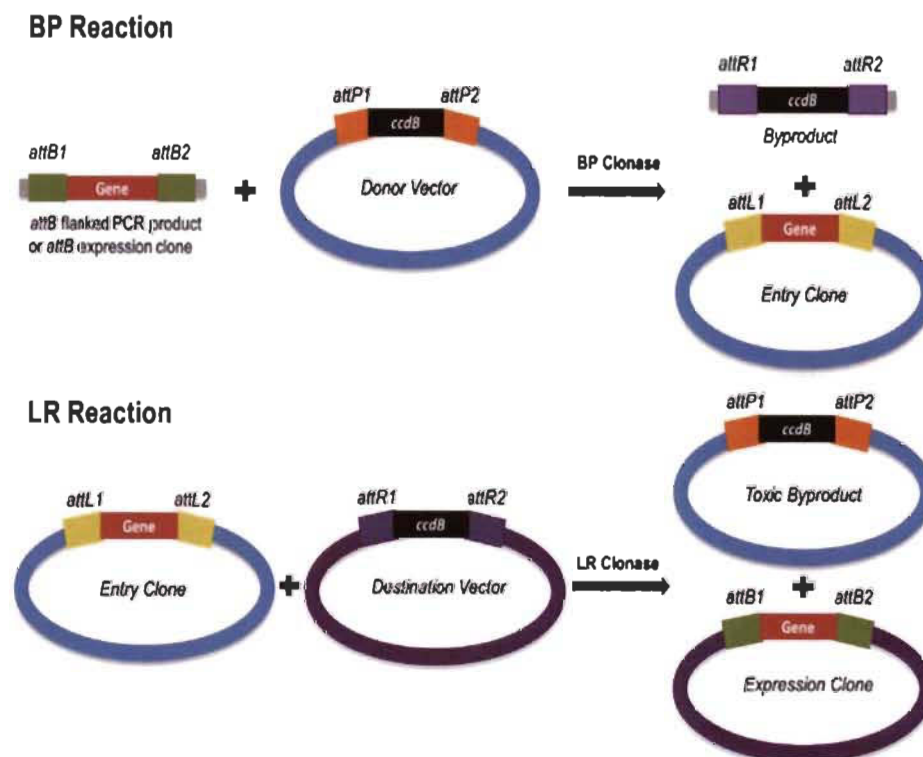 BP Reaction
attB1 attB2
Gene
attB flanked PCR product
or attB expression clone
+
attP1 attP2
ccdB
Donor Vector
BP Clonase
attR1 attR2
ccdB
Byproduct
+
attL1 attL2
Gene
Entry Clone
LR Reaction
attL1 attL2
Gene
Entry Clone
+
attR1 attR2
ccdB
Destination Vector
LR Clonase
attP1 attP2
ccdB
Toxic Byproduct
+
attB1 attB2
Gene
Expression Clone